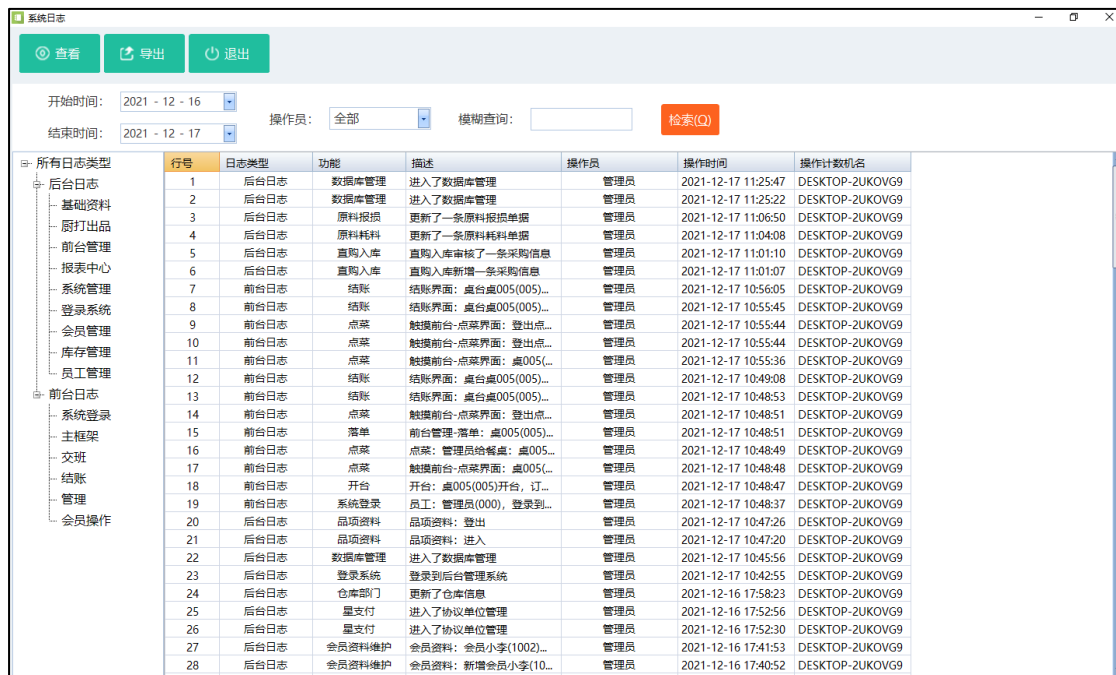 系统日志
查看 导出 退出
开始时间： 2021 - 12 - 16
操作员： 全部 模糊查询： 检索(Q)
结束时间： 2021 - 12 - 17
所有日志类型
后台日志
基础资料
厨打出品
前台管理
报表中心
系统管理
登录系统
会员管理
库存管理
员工管理
前台日志
系统登录
主框架
交班
结账
管理
会员操作
行号 日志类型 功能 描述 操作员 操作时间 操作计数机名
1 后台日志 数据库管理 进入了数据库管理 管理员 2021-12-17 11:25:47 DESKTOP-2UKOVG9
2 后台日志 数据库管理 进入了数据库管理 管理员 2021-12-17 11:25:22 DESKTOP-2UKOVG9
3 后台日志 原料报损 更新了一条原料报损单据 管理员 2021-12-17 11:06:50 DESKTOP-2UKOVG9
4 后台日志 原料耗料 更新了一条原料耗料单据 管理员 2021-12-17 11:04:08 DESKTOP-2UKOVG9
5 后台日志 直购入库 直购入库审核了一条采购信息 管理员 2021-12-17 11:01:10 DESKTOP-2UKOVG9
6 后台日志 直购入库 直购入库新增一条采购信息 管理员 2021-12-17 11:01:07 DESKTOP-2UKOVG9
7 前台日志 结账 结账界面：桌台桌005(005)... 管理员 2021-12-17 10:56:05 DESKTOP-2UKOVG9
8 前台日志 结账 结账界面：桌台桌005(005)... 管理员 2021-12-17 10:55:45 DESKTOP-2UKOVG9
9 前台日志 点菜 触摸前台-点菜界面：登出点... 管理员 2021-12-17 10:55:44 DESKTOP-2UKOVG9
10 前台日志 点菜 触摸前台-点菜界面：登出点... 管理员 2021-12-17 10:55:44 DESKTOP-2UKOVG9
11 前台日志 点菜 触摸前台-点菜界面：桌005(... 管理员 2021-12-17 10:55:36 DESKTOP-2UKOVG9
12 前台日志 结账 结账界面：桌台桌005(005)... 管理员 2021-12-17 10:49:08 DESKTOP-2UKOVG9
13 前台日志 结账 结账界面：桌台桌005(005)... 管理员 2021-12-17 10:48:53 DESKTOP-2UKOVG9
14 前台日志 点菜 触摸前台-点菜界面：登出点... 管理员 2021-12-17 10:48:51 DESKTOP-2UKOVG9
15 前台日志 落单 前台管理-落单：桌005(005)... 管理员 2021-12-17 10:48:51 DESKTOP-2UKOVG9
16 前台日志 点菜 点菜：管理员给餐桌：桌005... 管理员 2021-12-17 10:48:49 DESKTOP-2UKOVG9
17 前台日志 点菜 触摸前台-点菜界面：桌005(... 管理员 2021-12-17 10:48:48 DESKTOP-2UKOVG9
18 前台日志 开台 开台：桌005(005)开台，订... 管理员 2021-12-17 10:48:47 DESKTOP-2UKOVG9
19 前台日志 系统登录 员工：管理员(000)，登录到... 管理员 2021-12-17 10:48:37 DESKTOP-2UKOVG9
20 后台日志 品项资料 品项资料：登出 管理员 2021-12-17 10:47:26 DESKTOP-2UKOVG9
21 后台日志 品项资料 品项资料：进入 管理员 2021-12-17 10:47:20 DESKTOP-2UKOVG9
22 后台日志 数据库管理 进入了数据库管理 管理员 2021-12-17 10:45:56 DESKTOP-2UKOVG9
23 后台日志 登录系统 登录到后台管理系统 管理员 2021-12-17 10:42:55 DESKTOP-2UKOVG9
24 后台日志 仓库部门 更新了仓库信息 管理员 2021-12-16 17:58:23 DESKTOP-2UKOVG9
25 后台日志 星支付 进入了协议单位管理 管理员 2021-12-16 17:52:56 DESKTOP-2UKOVG9
26 后台日志 星支付 进入了协议单位管理 管理员 2021-12-16 17:52:30 DESKTOP-2UKOVG9
27 后台日志 会员资料维护 会员资料：会员小李(1002)... 管理员 2021-12-16 17:41:53 DESKTOP-2UKOVG9
28 后台日志 会员资料维护 会员资料：新增会员小李(10... 管理员 2021-12-16 17:40:52 DESKTOP-2UKOVG9